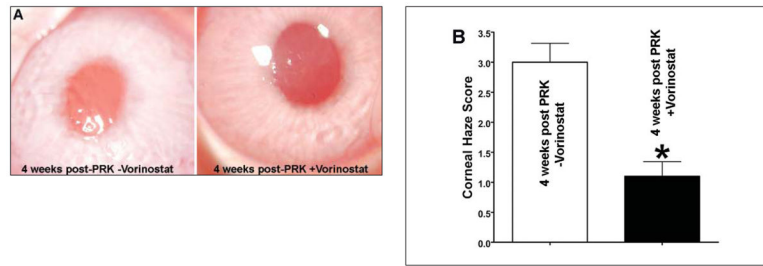 A
4 weeks post-PRK -Vorinostat
4 weeks post-PRK +Vorinostat
B
Corneal Haze Score
3.5
3.0
2.5
2.0
1.5
1.0
0.5
0.0
4 weeks post PRK
-Vorinostat
4 weeks post PRK
+Vorinostat
*